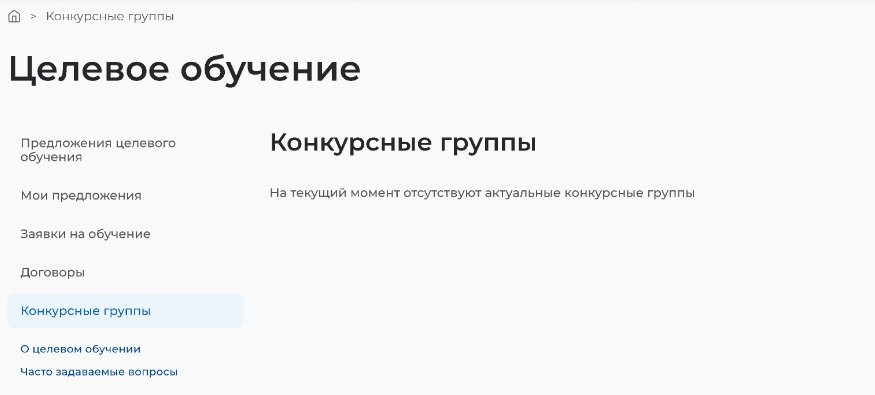 > Конкурсные группы
Целевое обучение
Предложения целевого
обучения
Мои предложения
Заявки на обучение
Договоры
Конкурсные группы
О целевом обучении
Часто задаваемые вопросы
Конкурсные группы
На текущий момент отсутствуют актуальные конкурсные группы